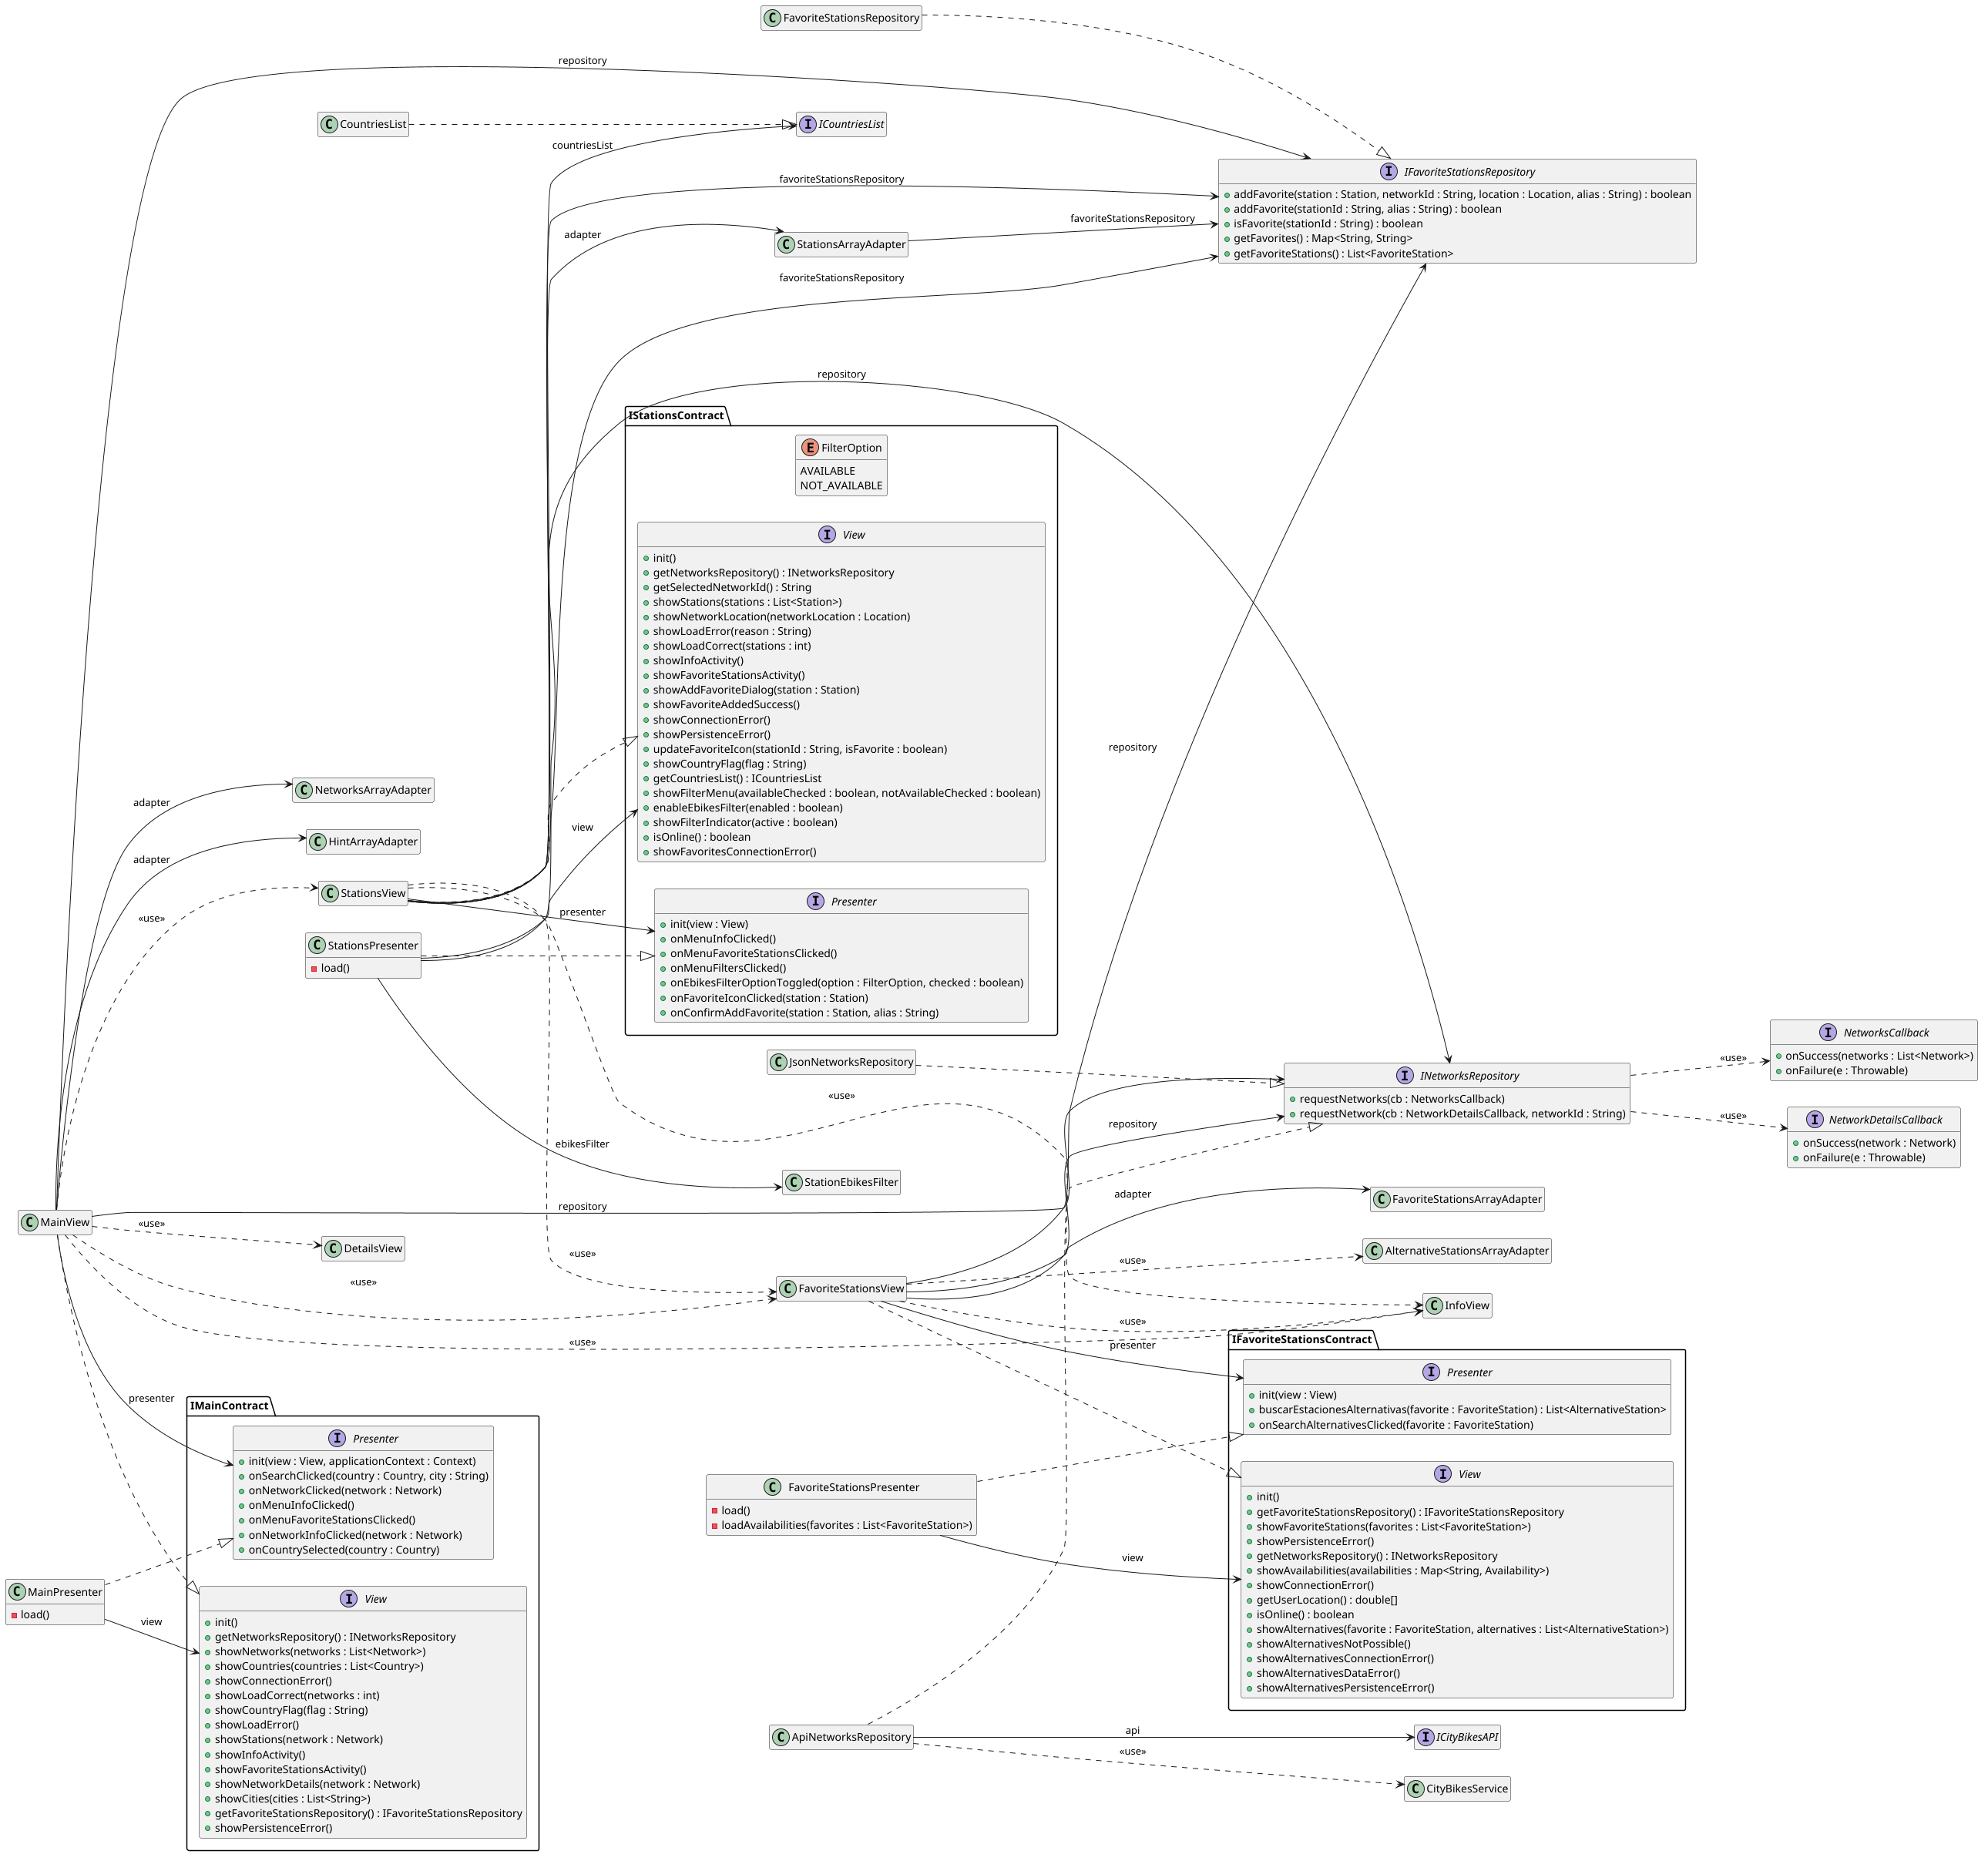 FavoriteStationsRepository
repository
CountriesList
ICountriesList
countriesList
IFavoriteStationsRepository
addFavorite(station : Station, networkId : String, location : Location, alias : String) : boolean
addFavorite(stationId : String, alias : String) : boolean
isFavorite(stationId : String) : boolean
getFavorites() : Map<String, String>
getFavoriteStations() : List<FavoriteStation>
favoriteStationsRepository
adapter
StationsArrayAdapter
favoriteStationsRepository
favoriteStationsRepository
repository
IStationsContract
FilterOption
AVAILABLE
NOT_AVAILABLE
View
init()
getNetworksRepository() : INetworksRepository
getSelectedNetworkId() : String
showStations(stations : List<Station>)
showNetworkLocation(networkLocation : Location)
showLoadError(reason : String)
showLoadCorrect(stations : int)
showInfoActivity()
showFavoriteStationsActivity()
showAddFavoriteDialog(station : Station)
showFavoriteAddedSuccess()
showConnectionError()
showPersistenceError()
updateFavoriteIcon(stationId : String, isFavorite : boolean)
showCountryFlag(flag : String)
getCountriesList() : ICountriesList
showFilterMenu(availableChecked : boolean, notAvailableChecked : boolean)
enableEbikesFilter(enabled : boolean)
showFilterIndicator(active : boolean)
isOnline() : boolean
showFavoritesConnectionError()
repository
adapter
NetworksArrayAdapter
adapter
HintArrayAdapter
view
«use»
StationsView
presenter
Presenter
init(view : View)
onMenuInfoClicked()
onMenuFavoriteStationsClicked()
onMenuFiltersClicked()
onEbikesFilterOptionToggled(option : FilterOption, checked : boolean)
onFavoriteIconClicked(station : Station)
onConfirmAddFavorite(station : Station, alias : String)
StationsPresenter
load()
JsonNetworksRepository
«use»
INetworksRepository
requestNetworks(cb : NetworksCallback)
requestNetwork(cb : NetworkDetailsCallback, networkId : String)
repository
«use»
NetworksCallback
onSuccess(networks : List<Network>)
onFailure(e : Throwable)
«use»
NetworkDetailsCallback
onSuccess(network : Network)
onFailure(e : Throwable)
ebikesFilter
StationEbikesFilter
adapter
FavoriteStationsArrayAdapter
MainView
repository
«use»
DetailsView
«use»
«use»
FavoriteStationsView
«use»
AlternativeStationsArrayAdapter
InfoView
«use»
«use»
presenter
IFavoriteStationsContract
Presenter
init(view : View)
buscarEstacionesAlternativas(favorite : FavoriteStation) : List<AlternativeStation>
onSearchAlternativesClicked(favorite : FavoriteStation)
View
init()
getFavoriteStationsRepository() : IFavoriteStationsRepository
showFavoriteStations(favorites : List<FavoriteStation>)
showPersistenceError()
getNetworksRepository() : INetworksRepository
showAvailabilities(availabilities : Map<String, Availability>)
showConnectionError()
getUserLocation() : double[]
isOnline() : boolean
showAlternatives(favorite : FavoriteStation, alternatives : List<AlternativeStation>)
showAlternativesNotPossible()
showAlternativesConnectionError()
showAlternativesDataError()
showAlternativesPersistenceError()
presenter
IMainContract
Presenter
init(view : View, applicationContext : Context)
onSearchClicked(country : Country, city : String)
onNetworkClicked(network : Network)
onMenuInfoClicked()
onMenuFavoriteStationsClicked()
onNetworkInfoClicked(network : Network)
onCountrySelected(country : Country)
FavoriteStationsPresenter
load()
loadAvailabilities(favorites : List<FavoriteStation>)
view
MainPresenter
load()
view
View
init()
getNetworksRepository() : INetworksRepository
showNetworks(networks : List<Network>)
showCountries(countries : List<Country>)
showConnectionError()
showLoadCorrect(networks : int)
showCountryFlag(flag : String)
showLoadError()
showStations(network : Network)
showInfoActivity()
showFavoriteStationsActivity()
showNetworkDetails(network : Network)
showCities(cities : List<String>)
getFavoriteStationsRepository() : IFavoriteStationsRepository
showPersistenceError()
ApiNetworksRepository
api
ICityBikesAPI
«use»
CityBikesService